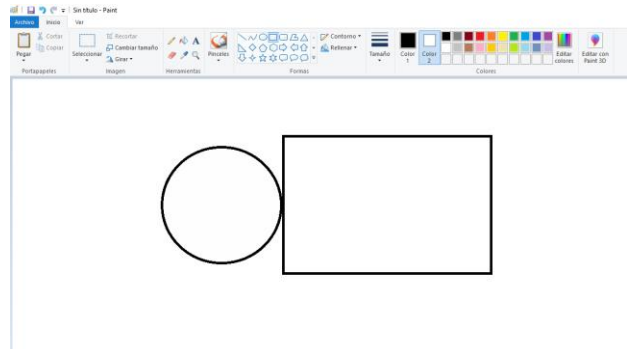 Sin título - Paint
Archivo Inicio Ver
Pegar
Cortar
Copiar
Portapapeles
Seleccionar
Recortar
Cambiar tamaño
Girar
Imagen
A
Herramientas
Pinceles
Contorno
Rellenar
Formas
Tamaño
Color
1
Color
2
Editar
colores
Colores
Editar con
Paint 3D